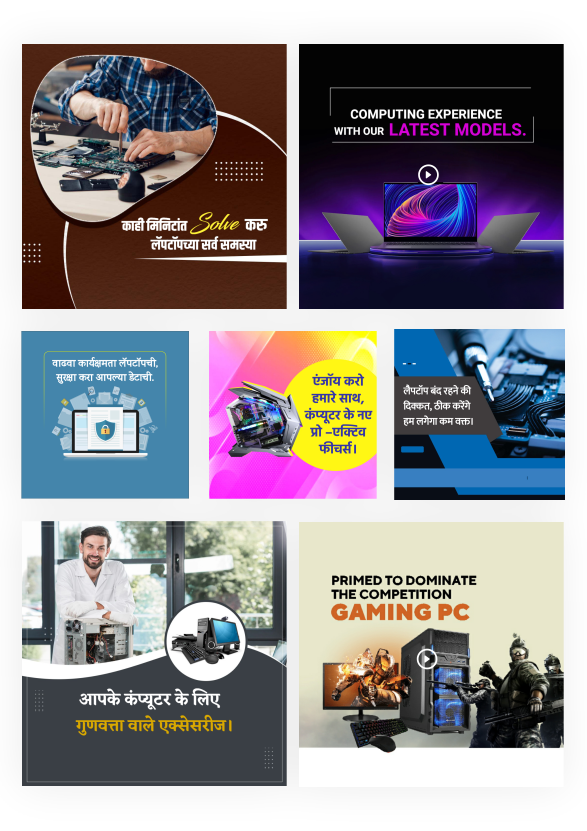 काही मिनिटांत Solve करु
लॅपटॉपच्या सर्व समस्या
COMPUTING EXPERIENCE
WITH OUR LATEST MODELS.
वाढवा कार्यक्षमता लॅपटॉपची,
सुरक्षा करा आपल्या डेटाची.
एंजॉय करो
हमारे साथ,
कंप्यूटर के नए
प्रो –एक्टिव
फीचर्स।
लैपटॉप बंद रहने की
दिक्कत, ठीक करेंगे
हम लगेगा कम वक्त।
आपके कंप्यूटर के लिए
गुणवत्ता वाले एक्सेसरीज।
PRIMED TO DOMINATE
THE COMPETITION
GAMING PC